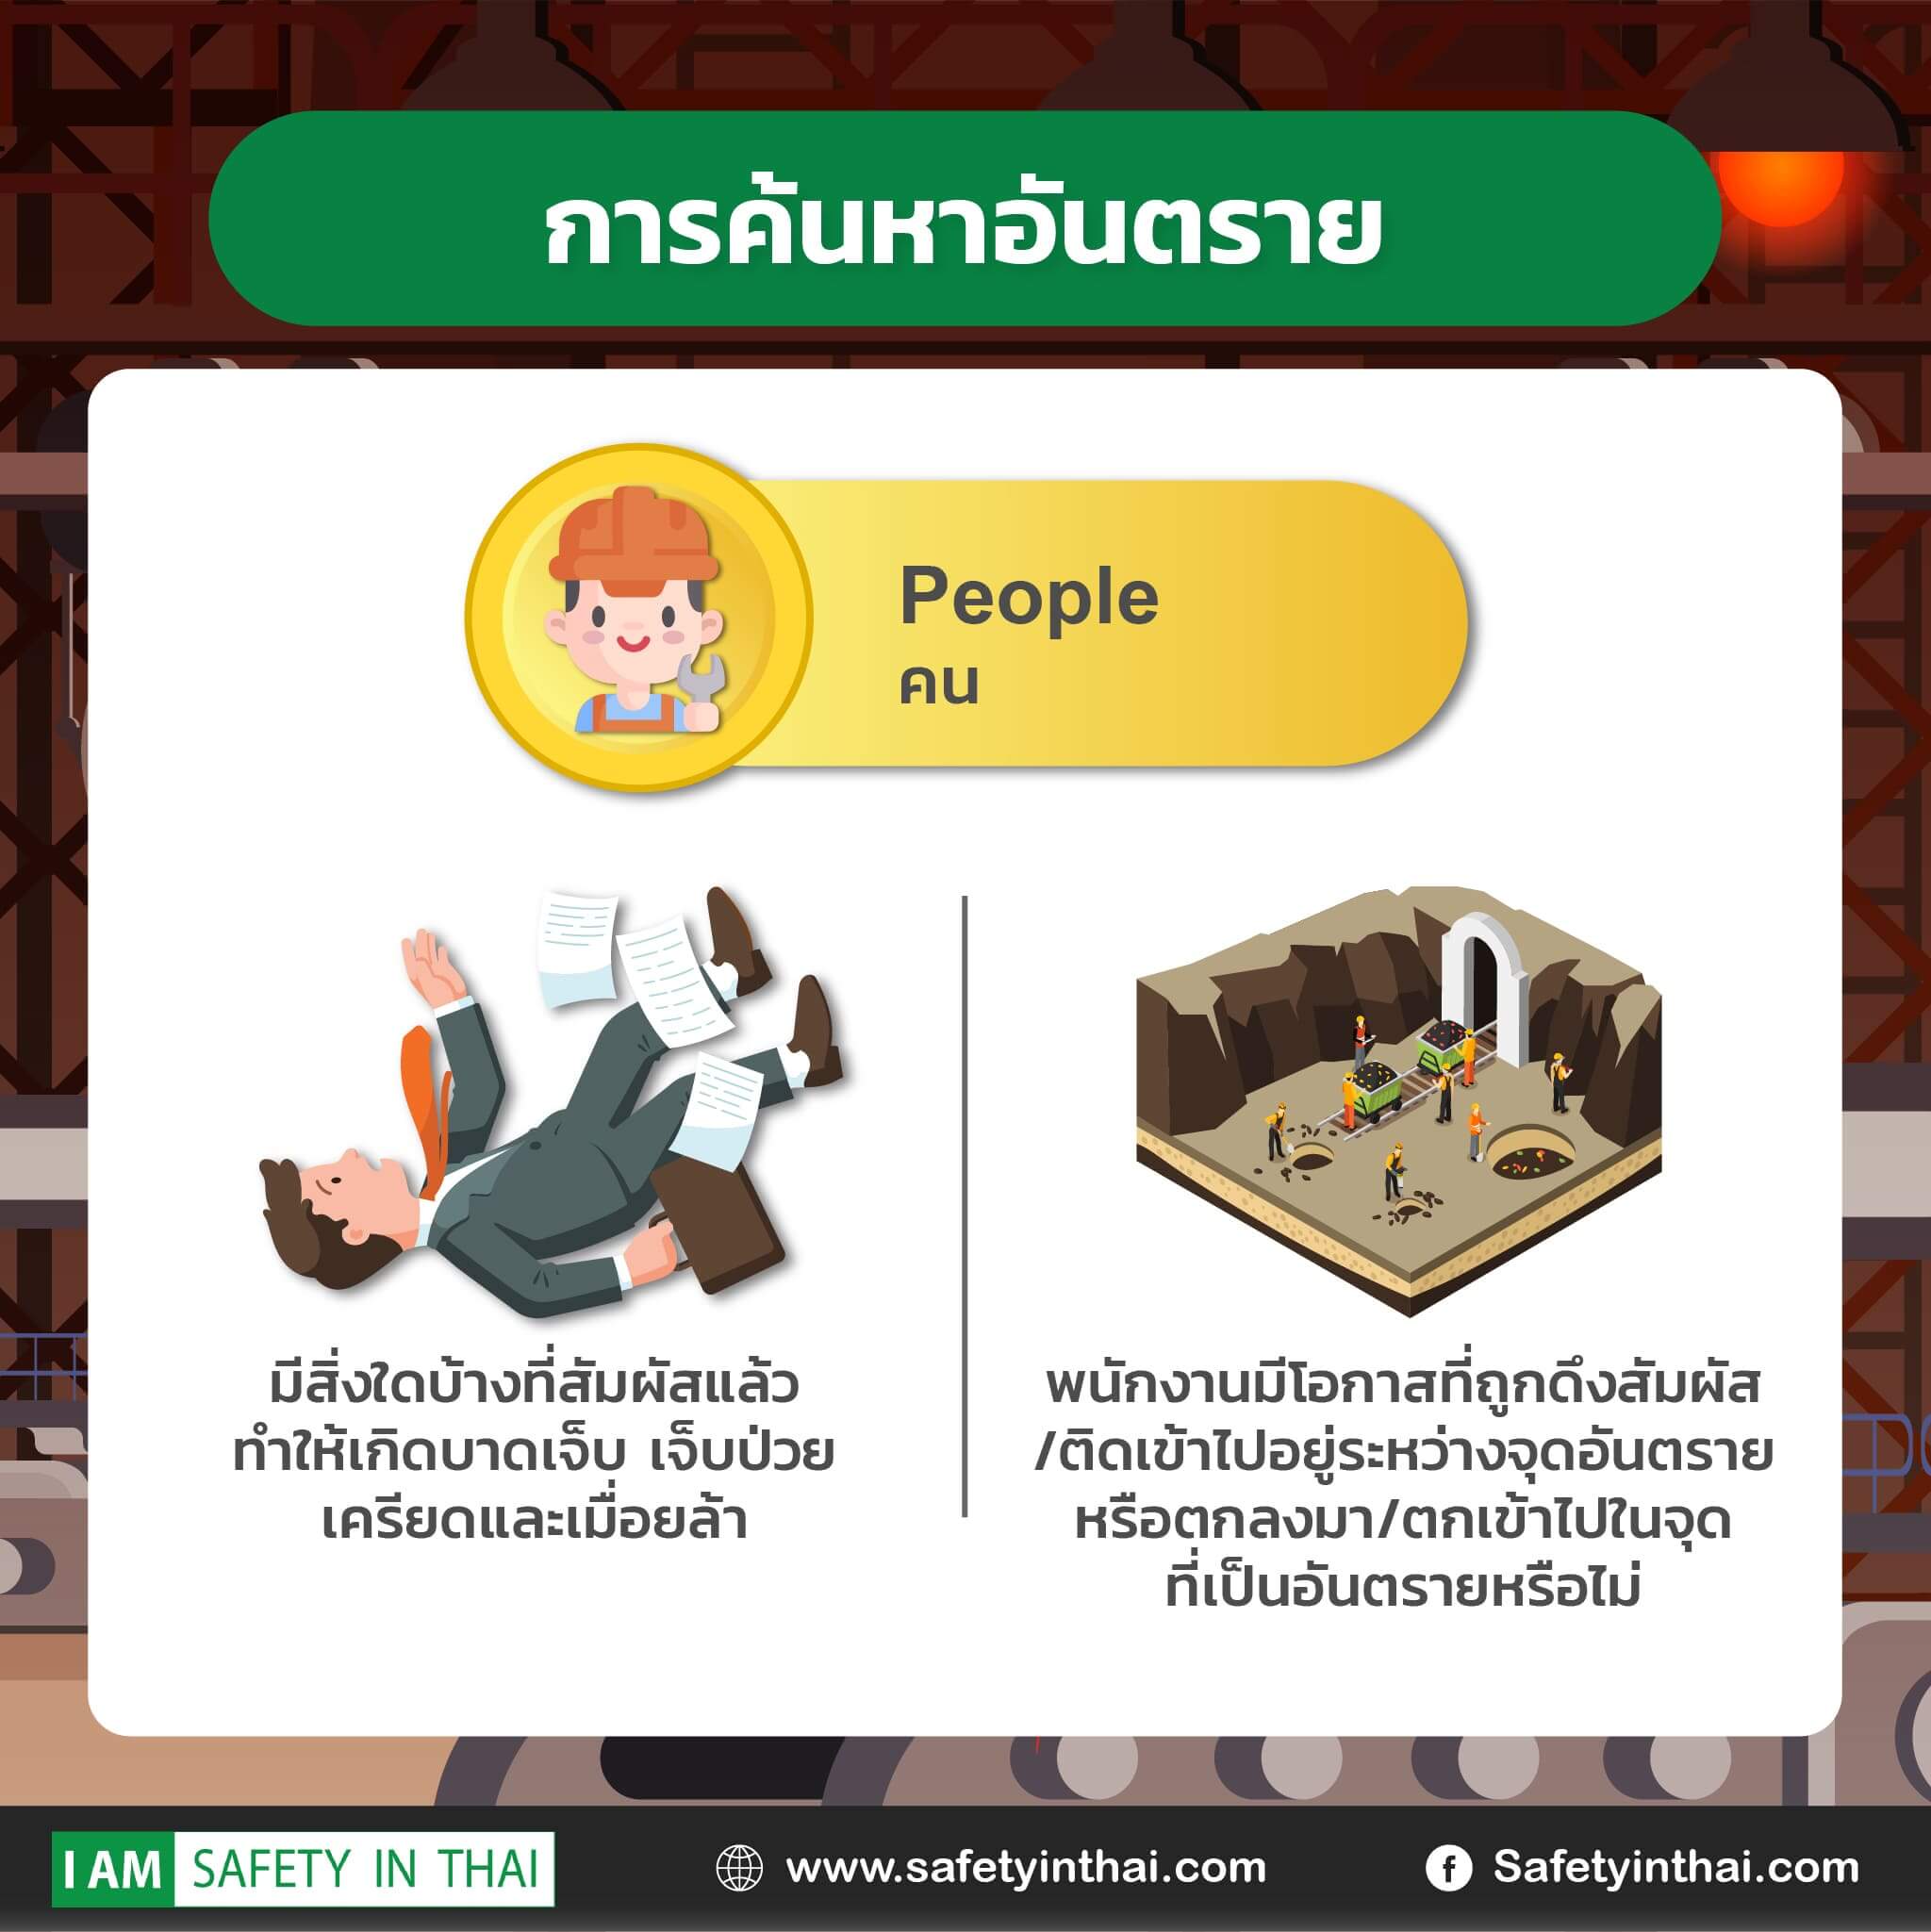 การค้นหาอันตราย
People
คน
มีสิ่งใดบ้างที่สัมผัสแล้ว
ทำให้เกิดบาดเจ็บ เจ็บป่วย
เครียดและเมื่อยล้า
พนักงานมีโอกาสที่ถูกดึงสัมผัส
/ติดเข้าไปอยู่ระหว่างจุดอันตราย
หรือตกลงมา/ตกเข้าไปในจุด
ที่เป็นอันตรายหรือไม่
I AM SAFETY IN THAI
www.safetyinthai.com
Safetyinthai.com